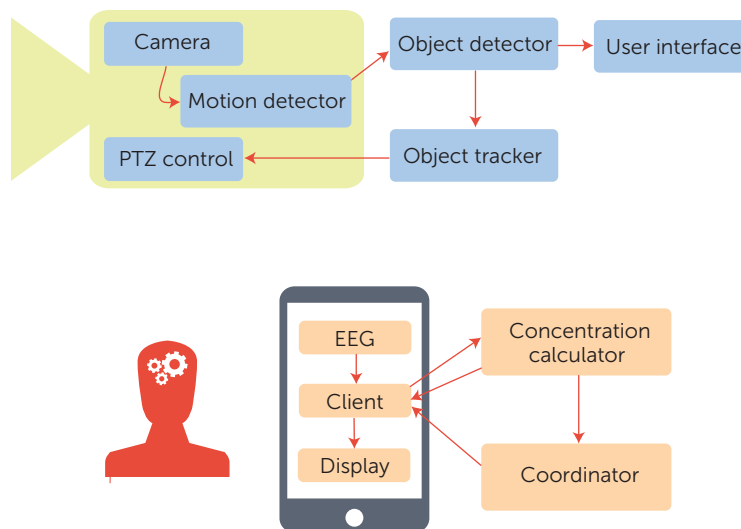 Camera
Motion detector
PTZ control
Object detector
Object tracker
User interface
EEG
Client
Display
Concentration
calculator
Coordinator